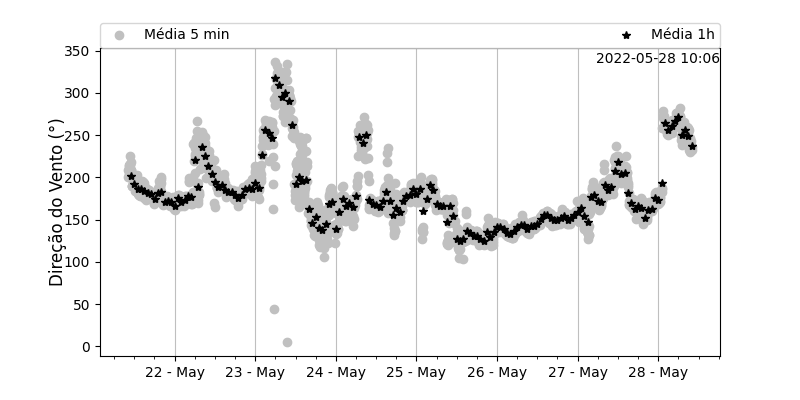 Média 5 min
Média 1h
2022-05-28 10:06
Direção do Vento (°)
350
300
250
200
150
100
50
0
22 - May
23 - May
24 - May
25 - May
26 - May
27 - May
28 - May